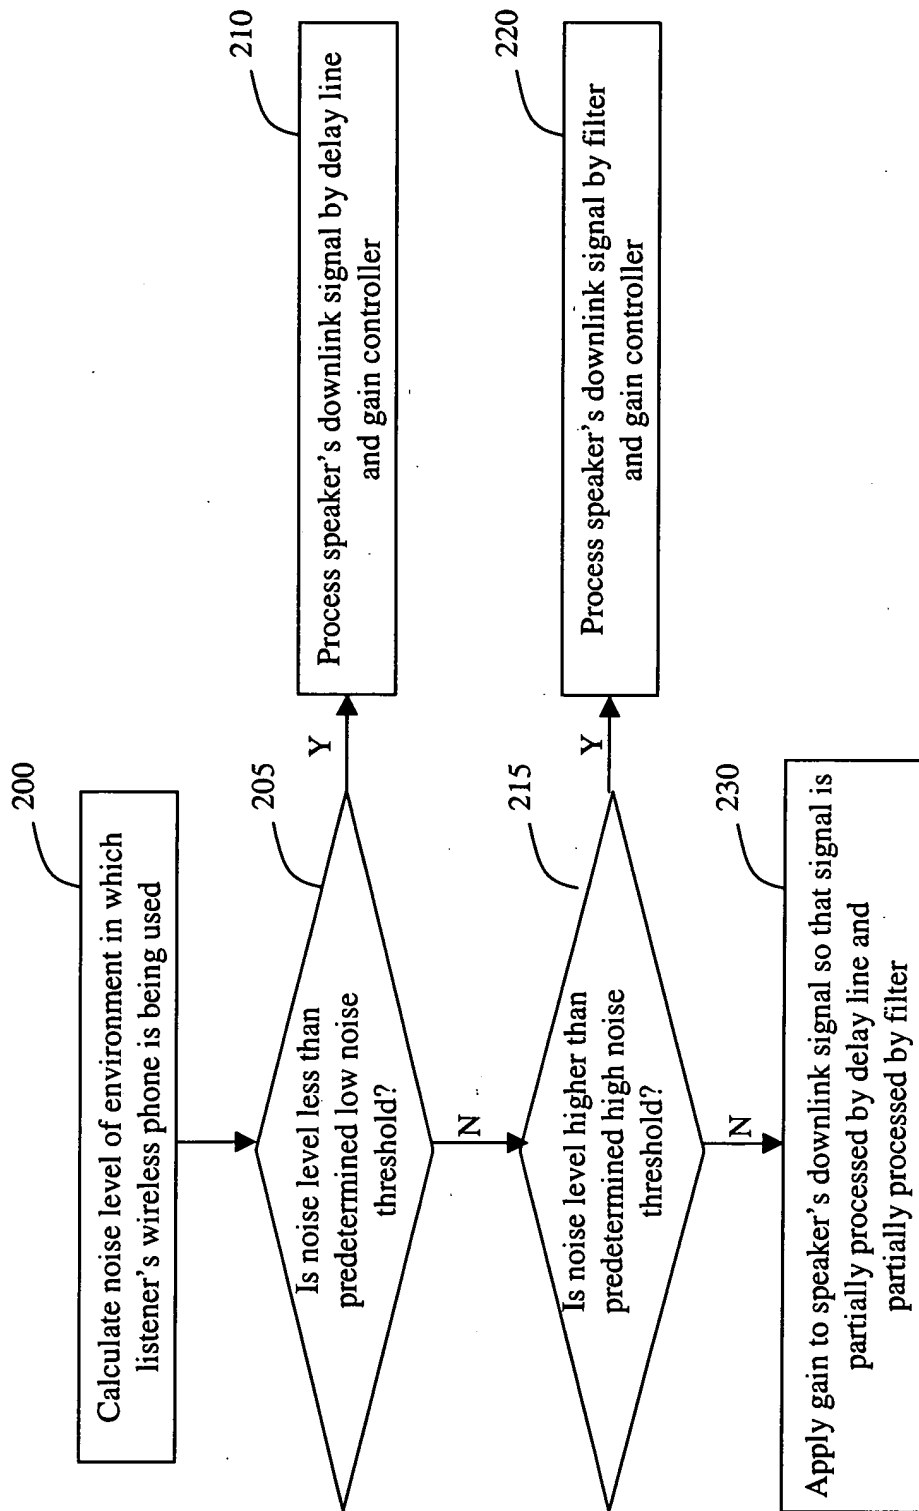 200
Calculate noise level of environment in which
listener's wireless phone is being used
205
Is noise level less than
predetermined low noise
threshold?
Y
210
Process speaker's downlink signal by delay line
and gain controller
N
215
Is noise level higher than
predetermined high noise
threshold?
Y
220
Process speaker's downlink signal by filter
and gain controller
N
230
Apply gain to speaker's downlink signal so that signal is
partially processed by delay line and
partially processed by filter